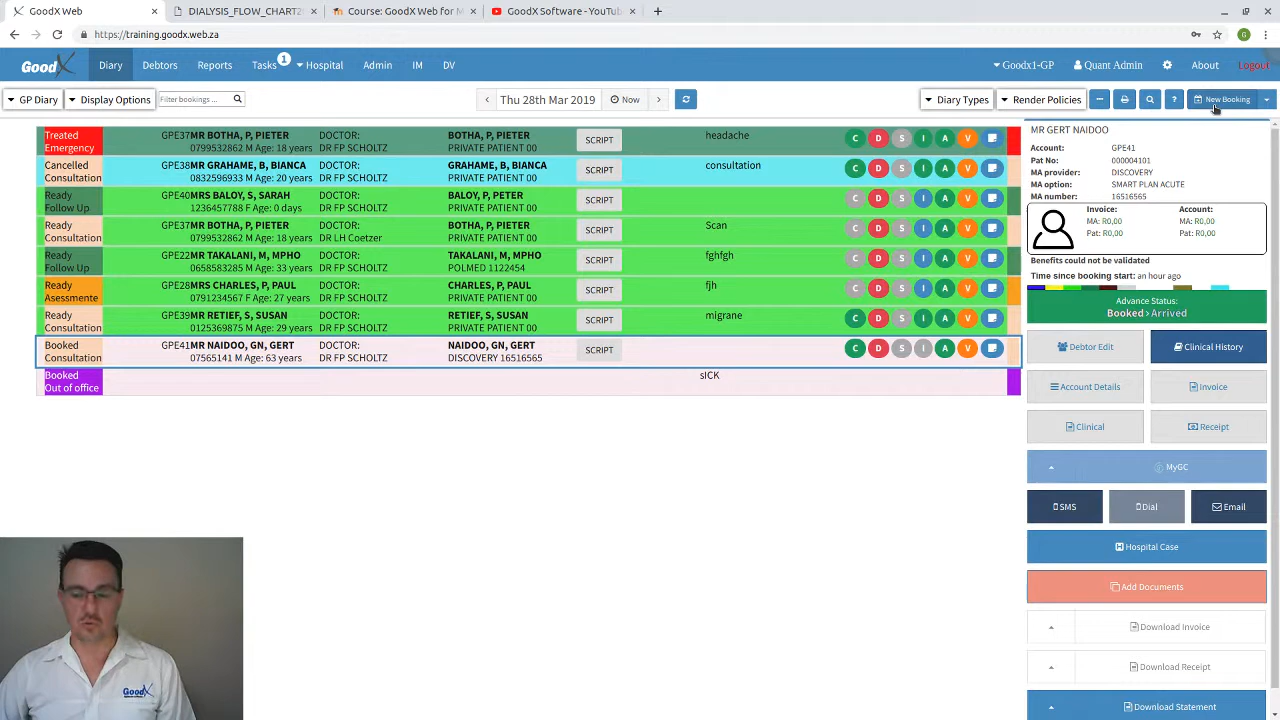 GoodX Web
DIALYSIS_FLOW_CHART2
Course: GoodX Web for M
GoodX Software - YouTu
https://training.goodx.web.za
G
GoodX
Diary
Debtors
Reports
Tasks 1
Hospital
Admin
IM
DV
Goodx1-GP
Quant Admin
About
Logout
GP Diary
Display Options
Filter bookings ...
Thu 28th Mar 2019
Now
Diary Types
Render Policies
?
New Booking
Treated GPE37MR BOTHA, P, PIETER DOCTOR: BOTHA, P, PIETER SCRIPT headache C D S I A V
Emergency 0799532862 M Age: 18 years DR FP SCHOLTZ PRIVATE PATIENT 00
Cancelled GPE38MR GRAHAME, B, BIANCA DOCTOR: GRAHAME, B, BIANCA SCRIPT consultation C D S I A V
Consultation 0832596933 M Age: 20 years DR FP SCHOLTZ PRIVATE PATIENT 00
Ready GPE40MRS BALOY, S, SARAH DOCTOR: BALOY, P, PETER SCRIPT C D S I A V
Follow Up 1236457788 F Age: 0 days DR FP SCHOLTZ PRIVATE PATIENT 00
Ready GPE37MR BOTHA, P, PIETER DOCTOR: BOTHA, P, PIETER SCRIPT Scan C D S I A V
Consultation 0799532862 M Age: 18 years DR LH Coetzer PRIVATE PATIENT 00
Ready GPE22MR TAKALANI, M, MPHO DOCTOR: TAKALANI, M, MPHO SCRIPT fghfgh C D S I A V
Follow Up 0658583285 M Age: 33 years DR FP SCHOLTZ POLMED 1122454
Ready GPE28MRS CHARLES, P, PAUL DOCTOR: CHARLES, P, PAUL SCRIPT fjh C D S I A V
Asessmente 0791234567 F Age: 27 years DR FP SCHOLTZ PRIVATE PATIENT 00
Ready GPE39MR RETIEF, S, SUSAN DOCTOR: RETIEF, S, SUSAN SCRIPT migrane C D S I A V
Consultation 0125369875 M Age: 29 years DR FP SCHOLTZ PRIVATE PATIENT 00
Booked GPE41MR NAIDOO, GN, GERT DOCTOR: NAIDOO, GN, GERT SCRIPT C D S I A V
Consultation 07565141 M Age: 63 years DR FP SCHOLTZ DISCOVERY 16516565
Booked sICK
Out of office
MR GERT NAIDOO
Account: GPE41
Pat No: 000004101
MA provider: DISCOVERY
MA option: SMART PLAN ACUTE
MA number: 16516565
Invoice: Account:
MA: R0,00 MA: R0,00
Pat: R0,00 Pat: R0,00
Benefits could not be validated
Time since booking start: an hour ago
Advance Status:
Booked > Arrived
Debtor Edit
Clinical History
Account Details
Invoice
Clinical
Receipt
MyGC
SMS
Dial
Email
Hospital Case
Add Documents
Download Invoice
Download Receipt
Download Statement
GoodX